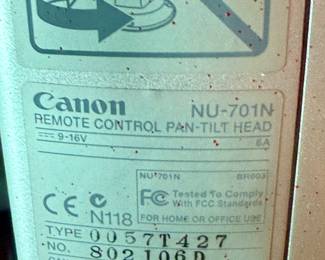 Canon NU-701N
REMOTE CONTROL PAN-TILT HEAD
9-16V 6A
NU-701N BR603
FC Tested To Comply
With FCC Standards
CE N118 FOR HOME OR OFFICE USE
TYPE 0057T427
NO. 802106D